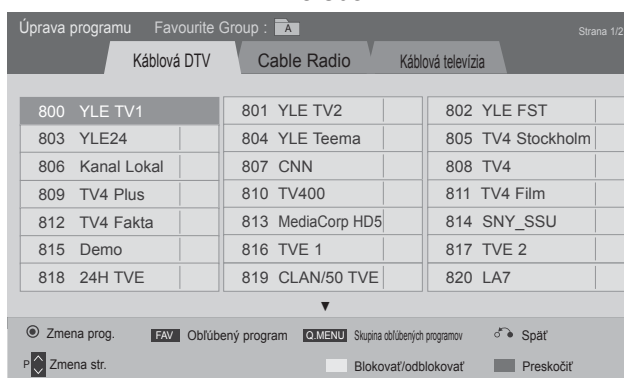 Úprava programu Favourite Group : A Strana 1/2
Káblová DTV Cable Radio Káblová televízia
800 YLE TV1 801 YLE TV2 802 YLE FST
803 YLE24 804 YLE Teema 805 TV4 Stockholm
806 Kanal Lokal 807 CNN 808 TV4
809 TV4 Plus 810 TV400 811 TV4 Film
812 TV4 Fakta 813 MediaCorp HD5 814 SNY_SSU
815 Demo 816 TVE 1 817 TVE 2
818 24H TVE 819 CLAN/50 TVE 820 LA7
▼
Zmena prog. FAV Obľúbený program Q.MENU Skupina obľúbených programov Späť
P Zmena str. Blokovať/odblokovať Preskočiť